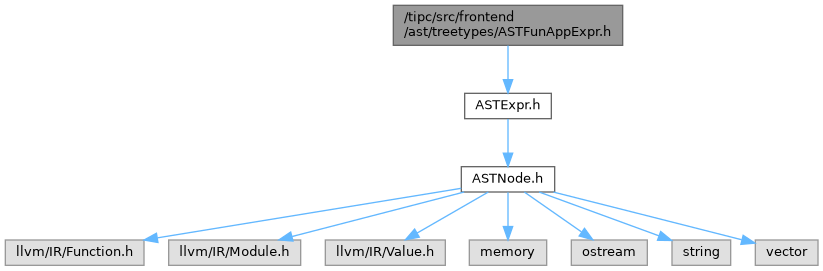 /tipc/src/frontend
/ast/treetypes/ASTFunAppExpr.h
ASTExpr.h
ASTNode.h
llvm/IR/Function.h
llvm/IR/Module.h
llvm/IR/Value.h
memory
ostream
string
vector